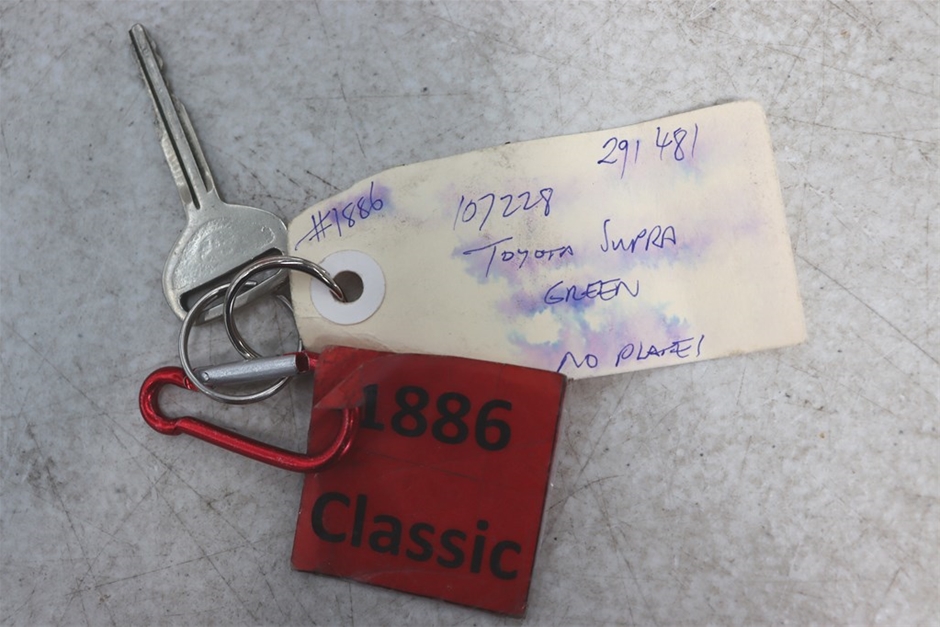 291 481
#1886
107228
TOYOTA SUPRA
GREEN
NO PLATES
1886
Classic